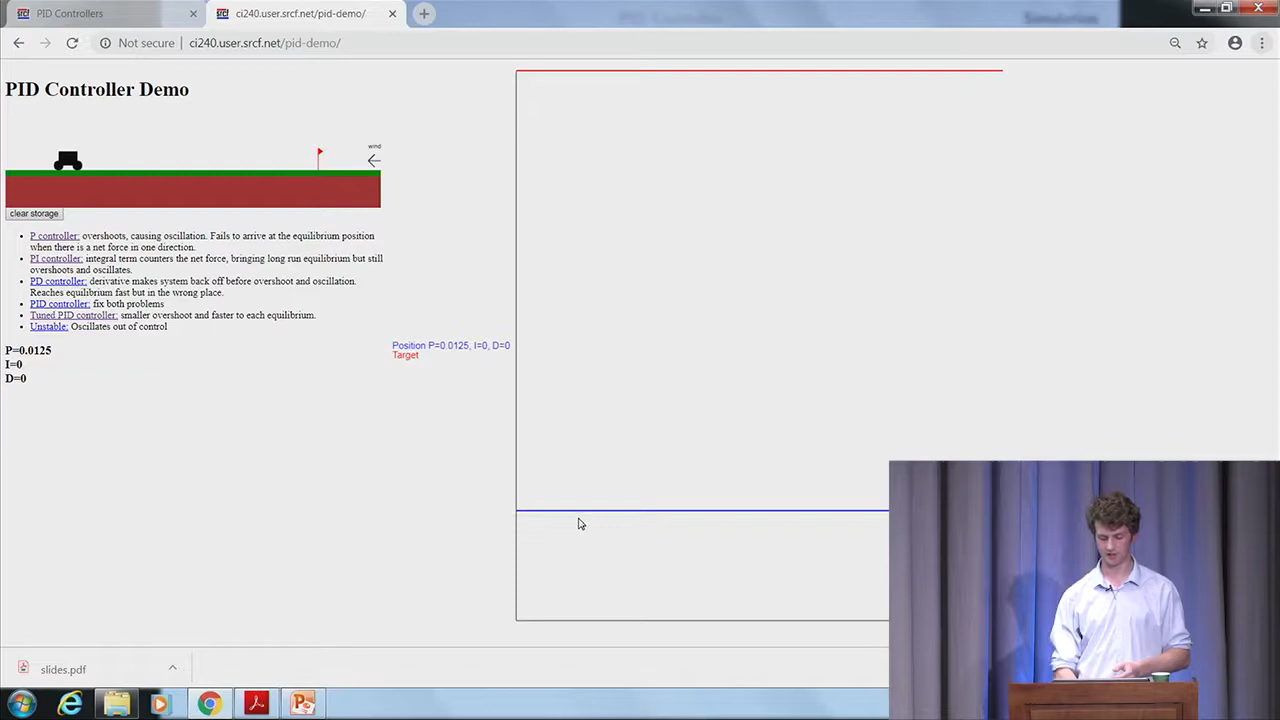 PID Controllers
ci240.user.srcf.net/pid-demo/
Not secure
ci240.user.srcf.net/pid-demo/
PID Controller Demo
wind
clear storage
P controller: overshoots, causing oscillation. Fails to arrive at the equilibrium position
when there is a net force in one direction.
PI controller: integral term counters the net force, bringing long run equilibrium but still
overshoots and oscillates.
PD controller: derivative makes system back off before overshoot and oscillation.
Reaches equilibrium fast but in the wrong place.
PID controller: fix both problems
Tuned PID controller: smaller overshoot and faster to each equilibrium.
Unstable: Oscillates out of control
P=0.0125
I=0
D=0
Position P=0.0125, I=0, D=0
Target
slides.pdf